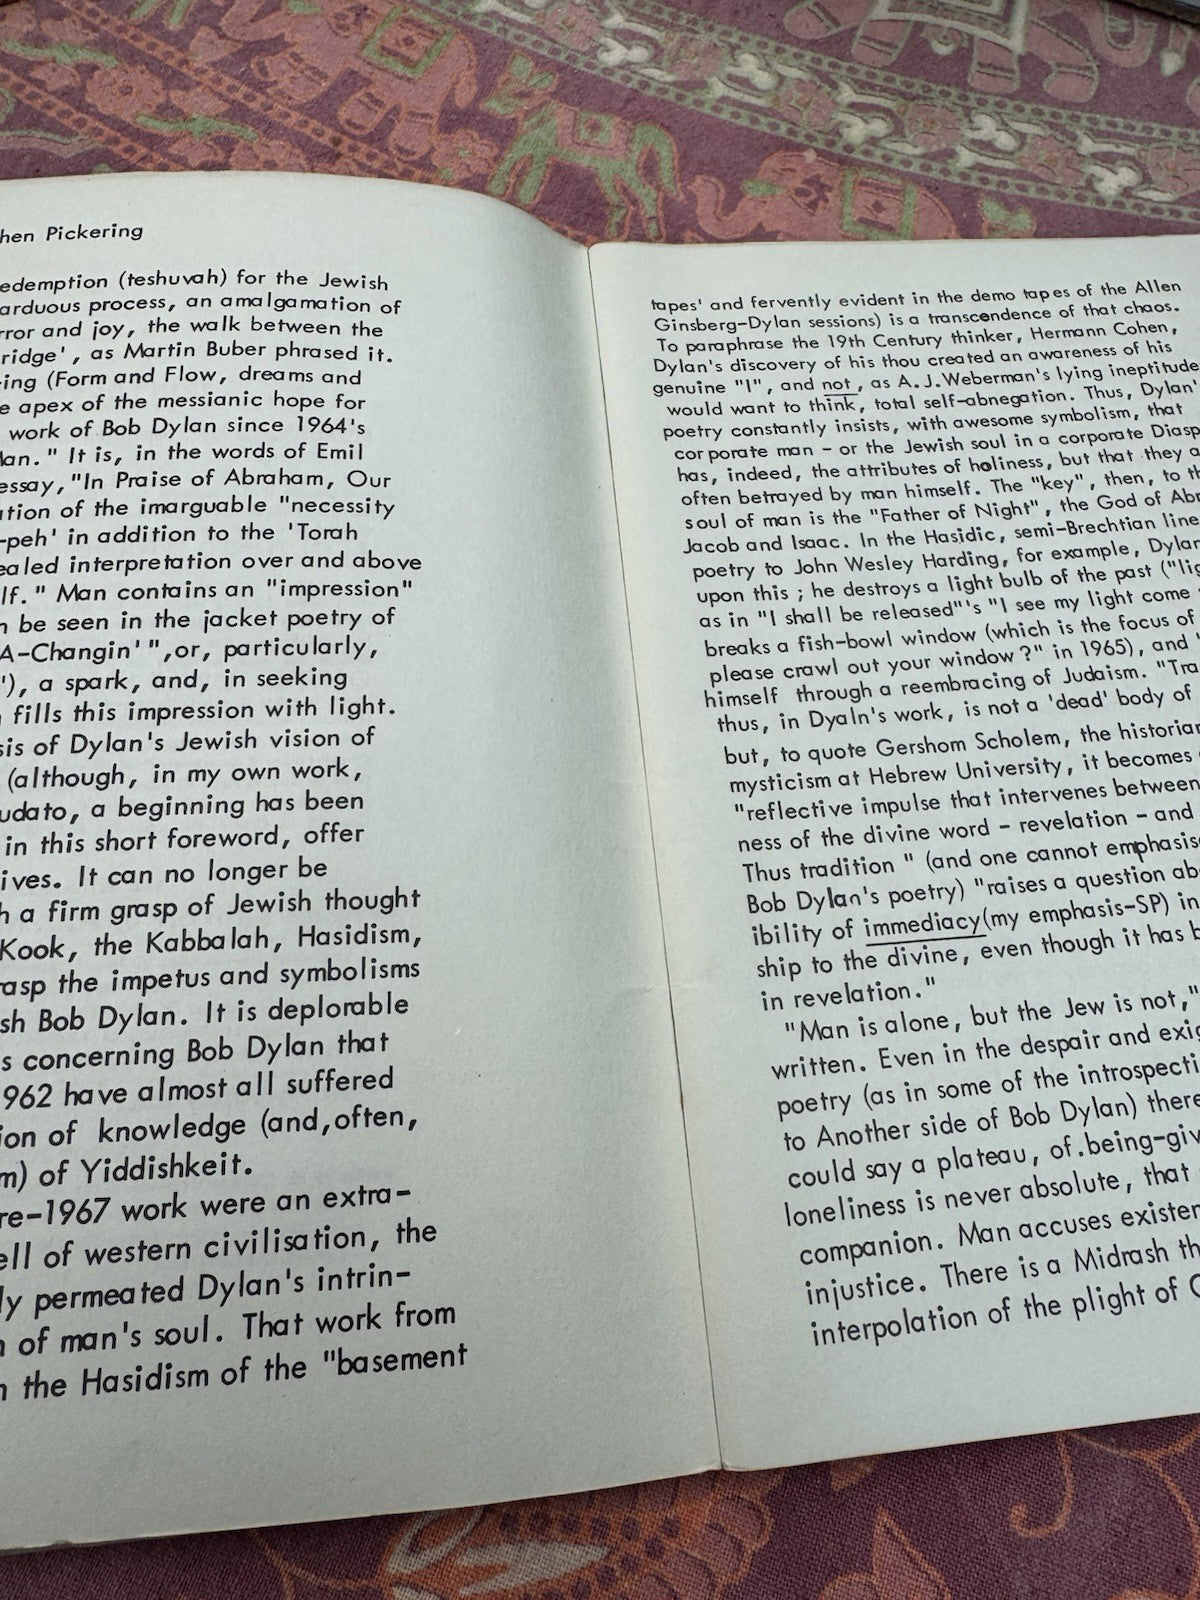 hen Pickering
edemption (teshuvah) for the Jewish
arduous process, an amalgamation of
rror and joy, the walk between the
ridge', as Martin Buber phrased it.
ing (Form and Flow, dreams and
e apex of the messianic hope for
work of Bob Dylan since 1964's
an." It is, in the words of Emil
essay, "In Praise of Abraham, Our
tion of the imarguable "necessity
-peh' in addition to the 'Torah
ealed interpretation over and above
lf." Man contains an "impression"
n be seen in the jacket poetry of
A-Changin'",or, particularly,
'), a spark, and, in seeking
fills this impression with light.
sis of Dylan's Jewish vision of
(although, in my own work,
udato, a beginning has been
in this short foreword, offer
ives. It can no longer be
h a firm grasp of Jewish thought
Kook, the Kabbalah, Hasidism,
rasp the impetus and symbolisms
sh Bob Dylan. It is deplorable
s concerning Bob Dylan that
962 have almost all suffered
ion of knowledge (and,often,
m) of Yiddishkeit.
re-1967 work were an extra-
ell of western civilisation, the
ly permeated Dylan's intrin-
n of man's soul. That work from
n the Hasidism of the "basement
tapes' and fervently evident in the demo tapes of the Allen
Ginsberg-Dylan sessions) is a transcendence of that chaos.
To paraphrase the 19th Century thinker, Hermann Cohen,
Dylan's discovery of his thou created an awareness of his
genuine "I", and not, as A.J.Weberman's lying ineptitude
would want to think, total self-abnegation. Thus, Dylan'
poetry constantly insists, with awesome symbolism, that
corporate man - or the Jewish soul in a corporate Diasp
has, indeed, the attributes of holiness, but that they a
often betrayed by man himself. The "key", then, to th
soul of man is the "Father of Night", the God of Abr
Jacob and Isaac. In the Hasidic, semi-Brechtian line
poetry to John Wesley Harding, for example, Dylan
upon this ; he destroys a light bulb of the past ("lig
as in "I shall be released"'s "I see my light come
breaks a fish-bowl window (which is the focus of
please crawl out your window?" in 1965), and
himself through a reembracing of Judaism. "Tra
thus, in Dyaln's work, is not a 'dead' body of
but, to quote Gershom Scholem, the historian
mysticism at Hebrew University, it becomes
"reflective impulse that intervenes between
ness of the divine word - revelation - and
Thus tradition " (and one cannot emphasise
Bob Dylan's poetry) "raises a question abo
ibility of immediacy(my emphasis-SP) in
ship to the divine, even though it has b
in revelation."
"Man is alone, but the Jew is not,"
written. Even in the despair and exig
poetry (as in some of the introspecti
to Another side of Bob Dylan) there
could say a plateau, of.being-giv
loneliness is never absolute, that
companion. Man accuses existen
injustice. There is a Midrash th
interpolation of the plight of